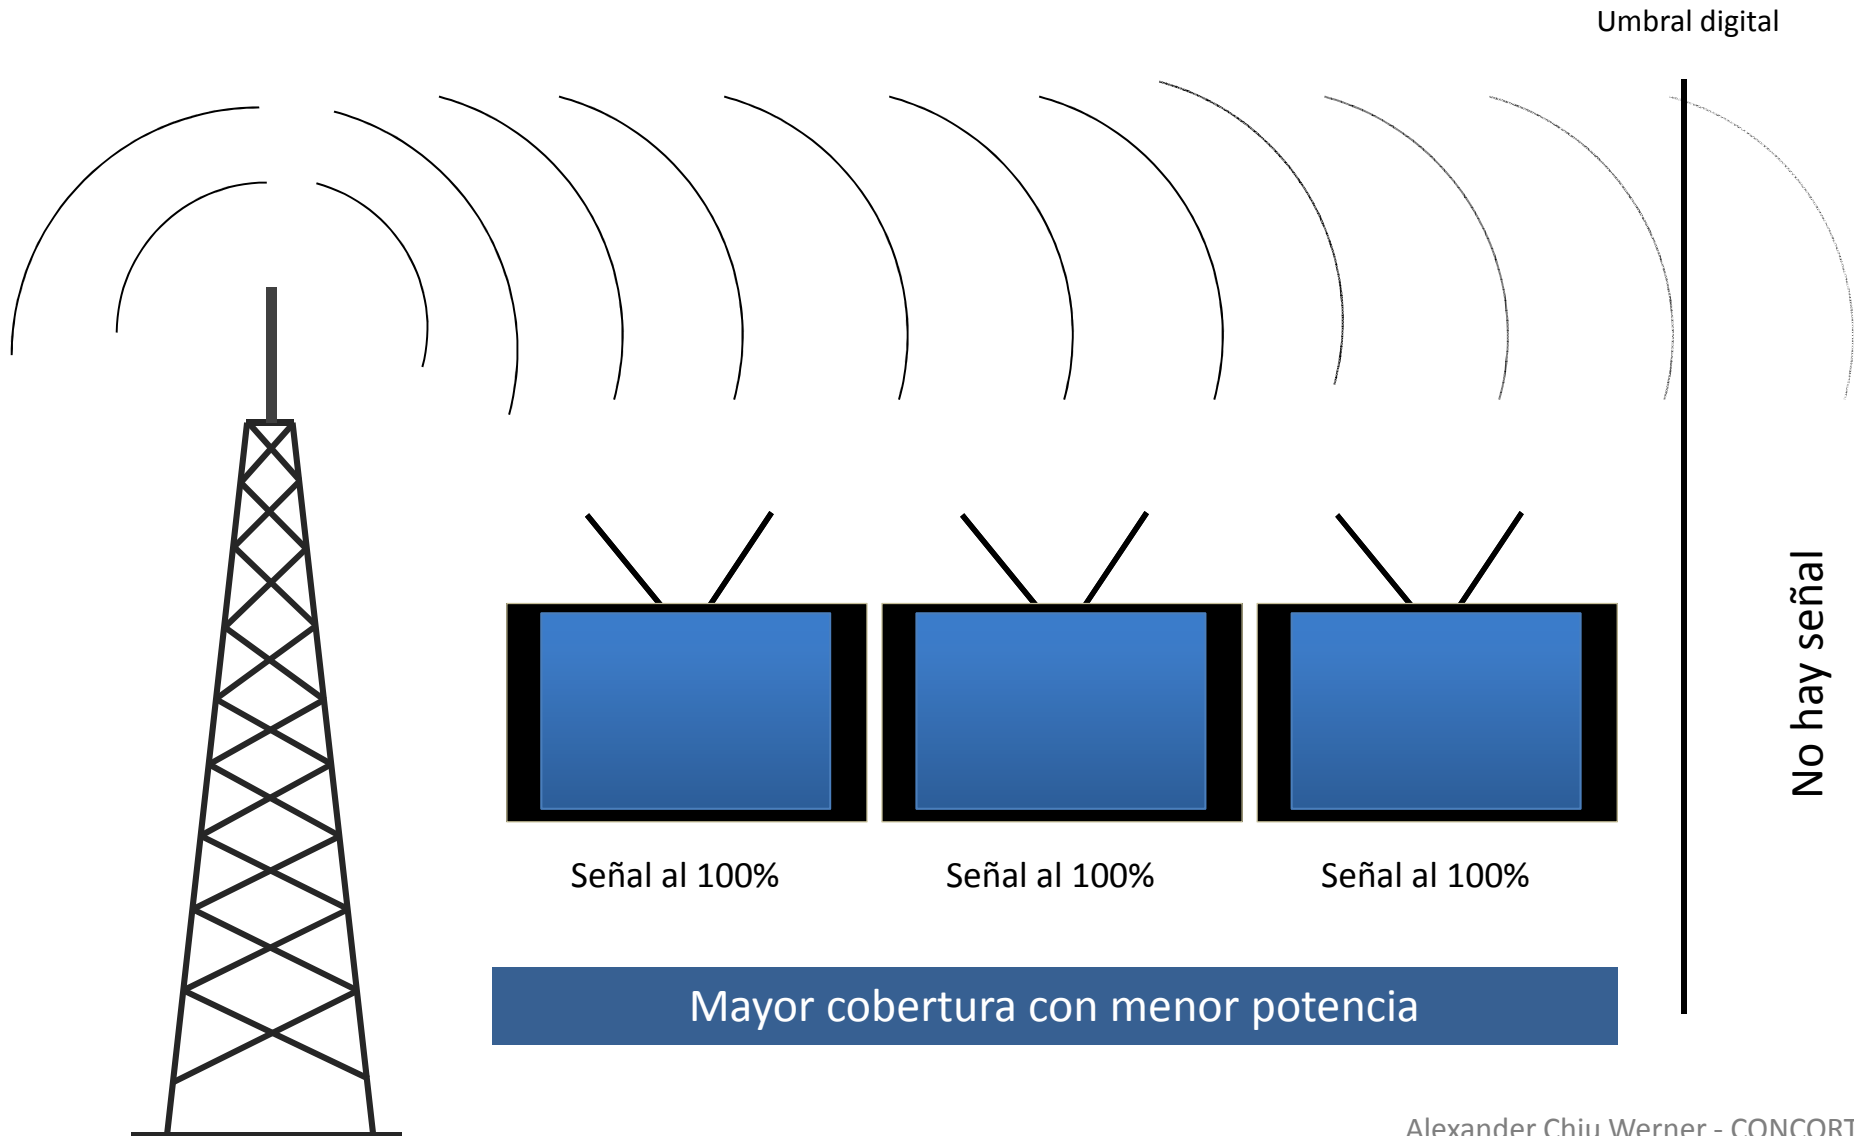 Umbral digital
No hay señal
Señal al 100% Señal al 100% Señal al 100%
Mayor cobertura con menor potencia
Alexander Chiu Werner - CONCORT